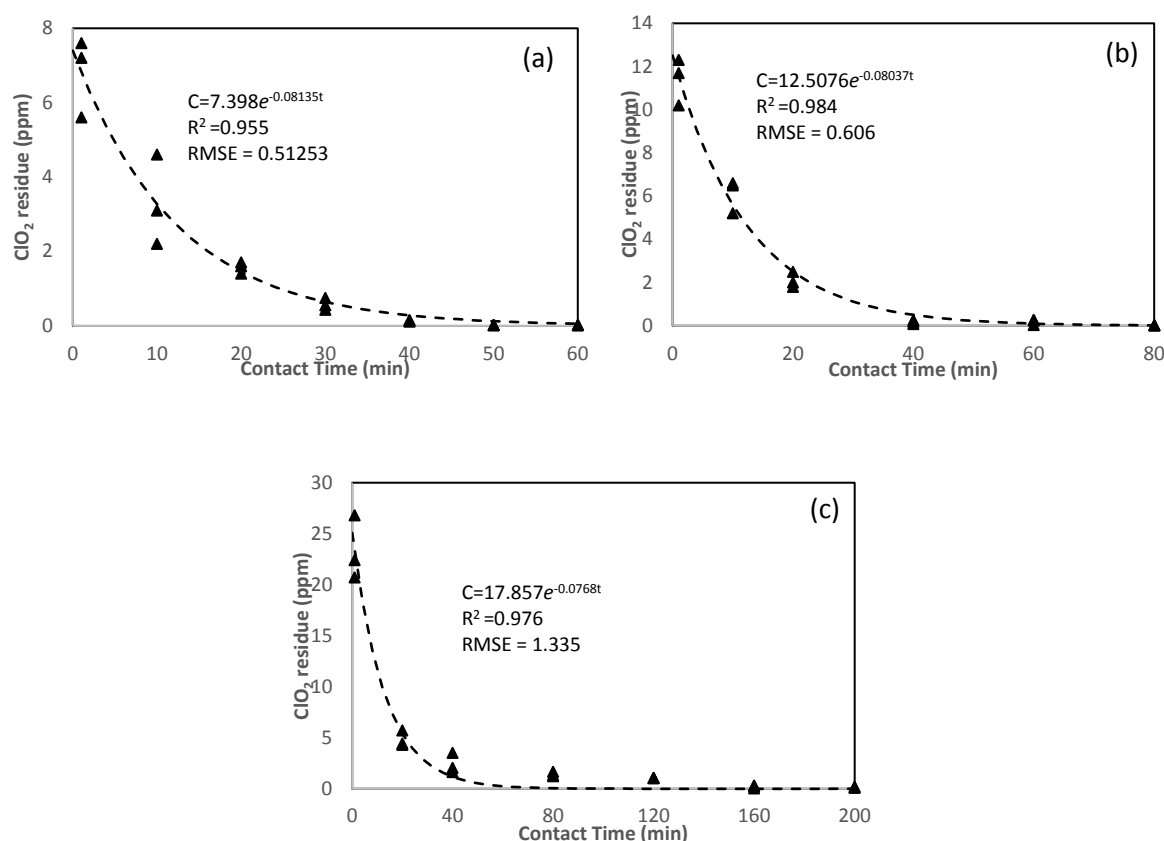 (a)
C=7.398e^-0.08135t
R² =0.955
RMSE = 0.51253
ClO₂ residue (ppm)
8
6
4
2
0
0 10 20 30 40 50 60
Contact Time (min)
(b)
C=12.5076e^-0.08037t
R² =0.984
RMSE = 0.606
ClO₂ residue (ppm)
14
12
10
8
6
4
2
0
0 20 40 60 80
Contact Time (min)
(c)
C=17.857e^-0.0768t
R² =0.976
RMSE = 1.335
ClO₂ residue (ppm)
30
25
20
15
10
5
0
0 40 80 120 160 200
Contact Time (min)